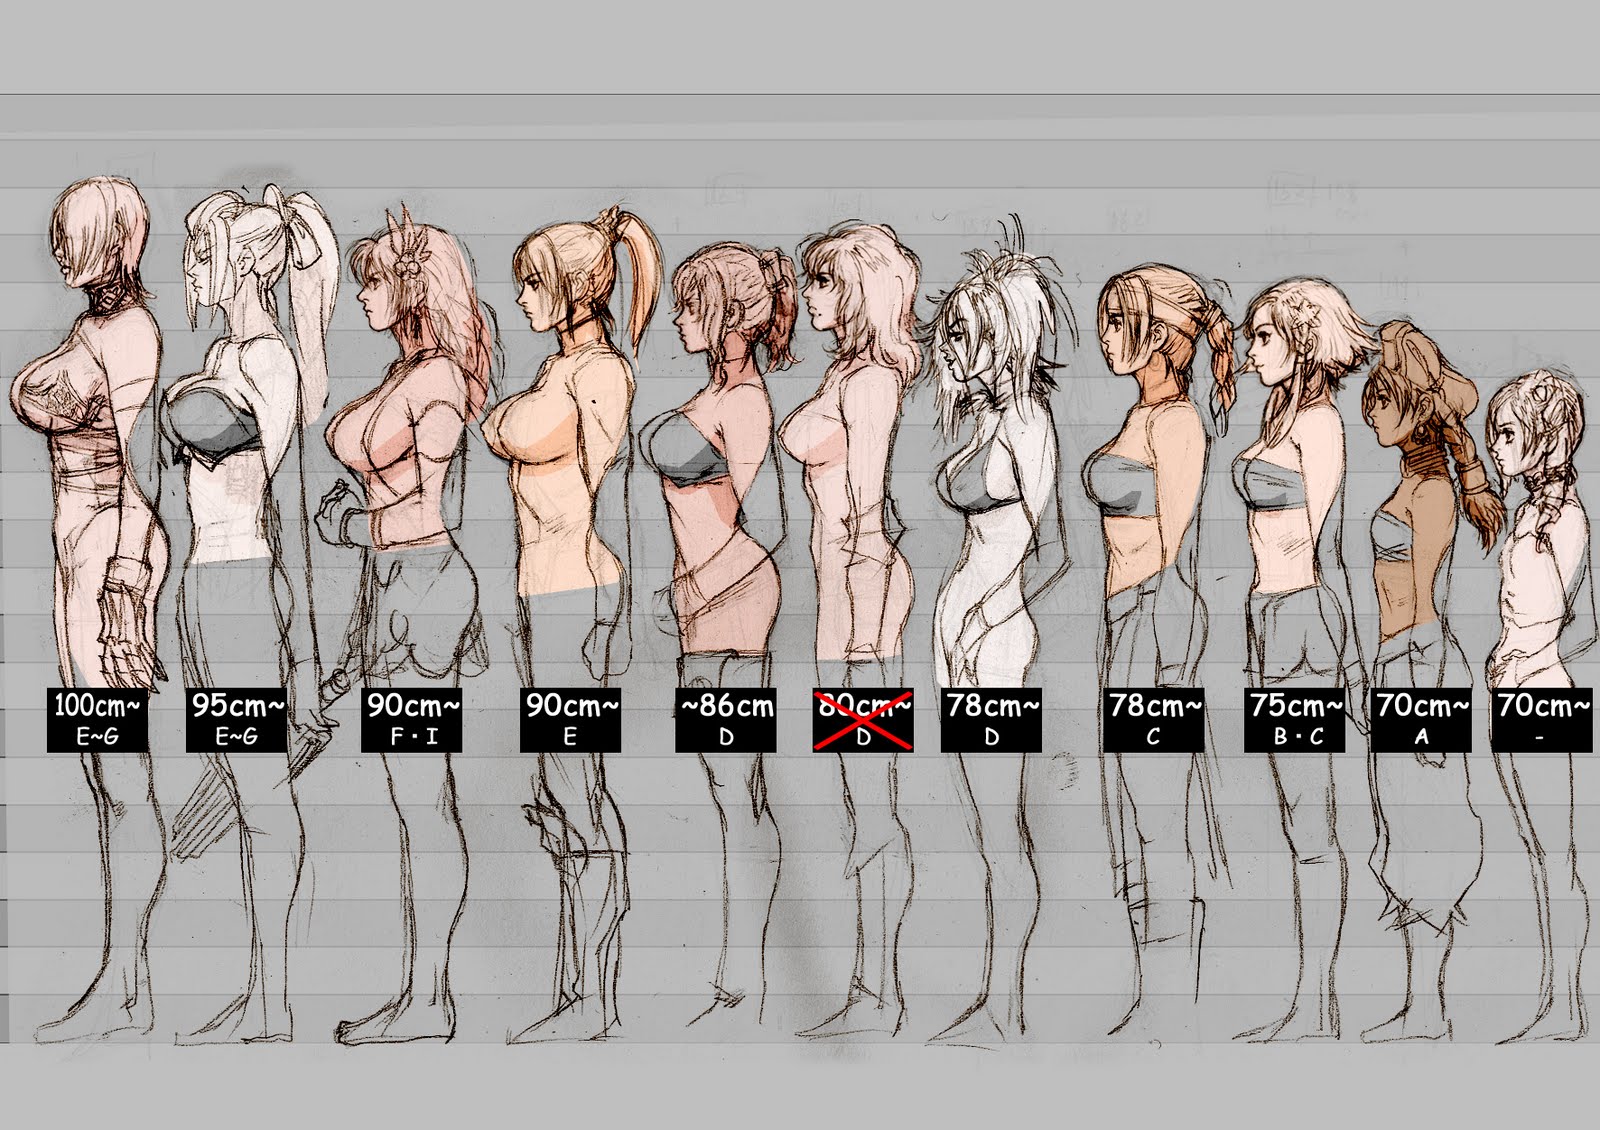 100cm~
E~G
95cm~
E~G
90cm~
F・I
90cm~
E
~86cm
D
80cm~
D
78cm~
D
78cm~
C
75cm~
B・C
70cm~
A
70cm~
-